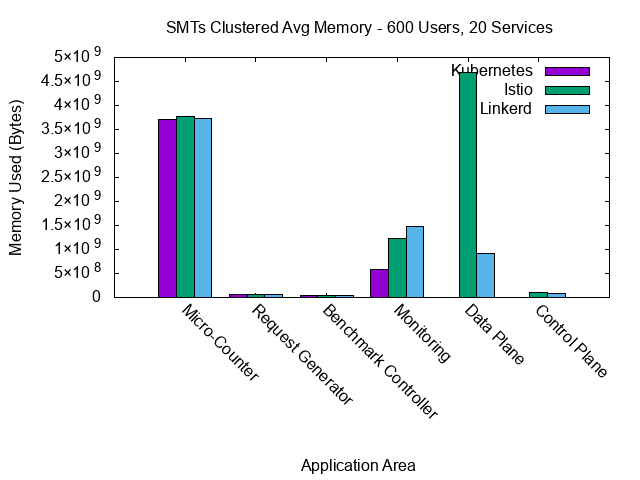 SMTs Clustered Avg Memory - 600 Users, 20 Services
Memory Used (Bytes)
5×10⁹
4.5×10⁹
4×10⁹
3.5×10⁹
3×10⁹
2.5×10⁹
2×10⁹
1.5×10⁹
1×10⁹
5×10⁸
0
Kubernetes
Istio
Linkerd
Micro-Counter
Request Generator
Benchmark Controller
Monitoring
Data Plane
Control Plane
Application Area